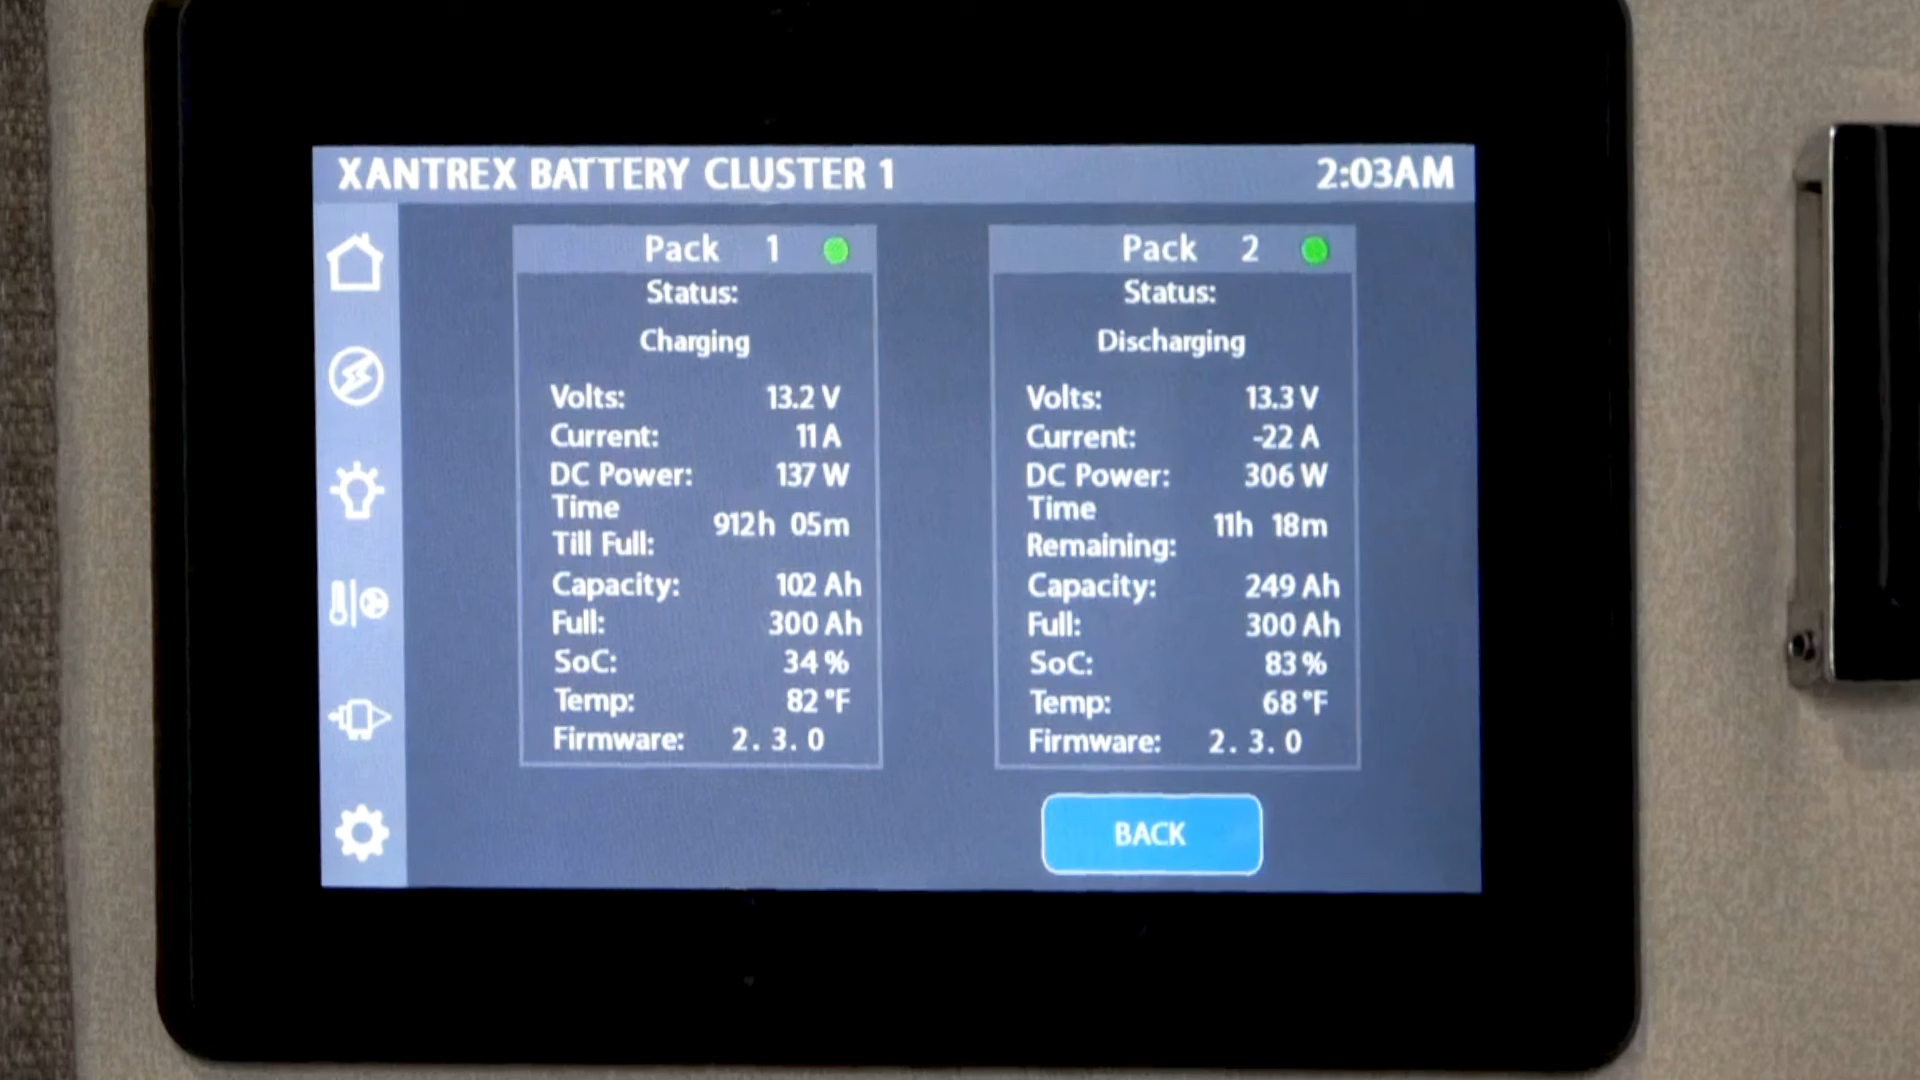 XANTREX BATTERY CLUSTER 1 2:03AM
Pack 1
Status:
Charging
Volts: 13.2 V
Current: 11 A
DC Power: 137 W
Time
Till Full: 912h 05m
Capacity: 102 Ah
Full: 300 Ah
SoC: 34 %
Temp: 82 °F
Firmware: 2. 3. 0
Pack 2
Status:
Discharging
Volts: 13.3 V
Current: -22 A
DC Power: 306 W
Time
Remaining: 11h 18m
Capacity: 249 Ah
Full: 300 Ah
SoC: 83 %
Temp: 68 °F
Firmware: 2. 3. 0
BACK